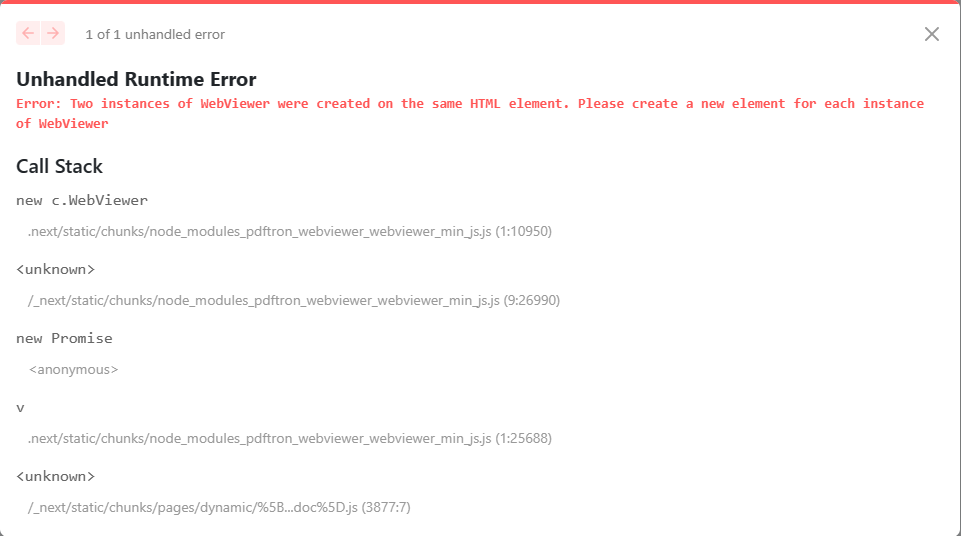 1 of 1 unhandled error
Unhandled Runtime Error
Error: Two instances of WebViewer were created on the same HTML element. Please create a new element for each instance
of WebViewer
Call Stack
new c.WebViewer
.next/static/chunks/node_modules_pdftron_webviewer_webviewer_min_js.js (1:10950)
<unknown>
/_next/static/chunks/node_modules_pdftron_webviewer_webviewer_min_js.js (9:26990)
new Promise
<anonymous>
v
.next/static/chunks/node_modules_pdftron_webviewer_webviewer_min_js.js (1:25688)
<unknown>
/_next/static/chunks/pages/dynamic/%5B...doc%5D.js (3877:7)